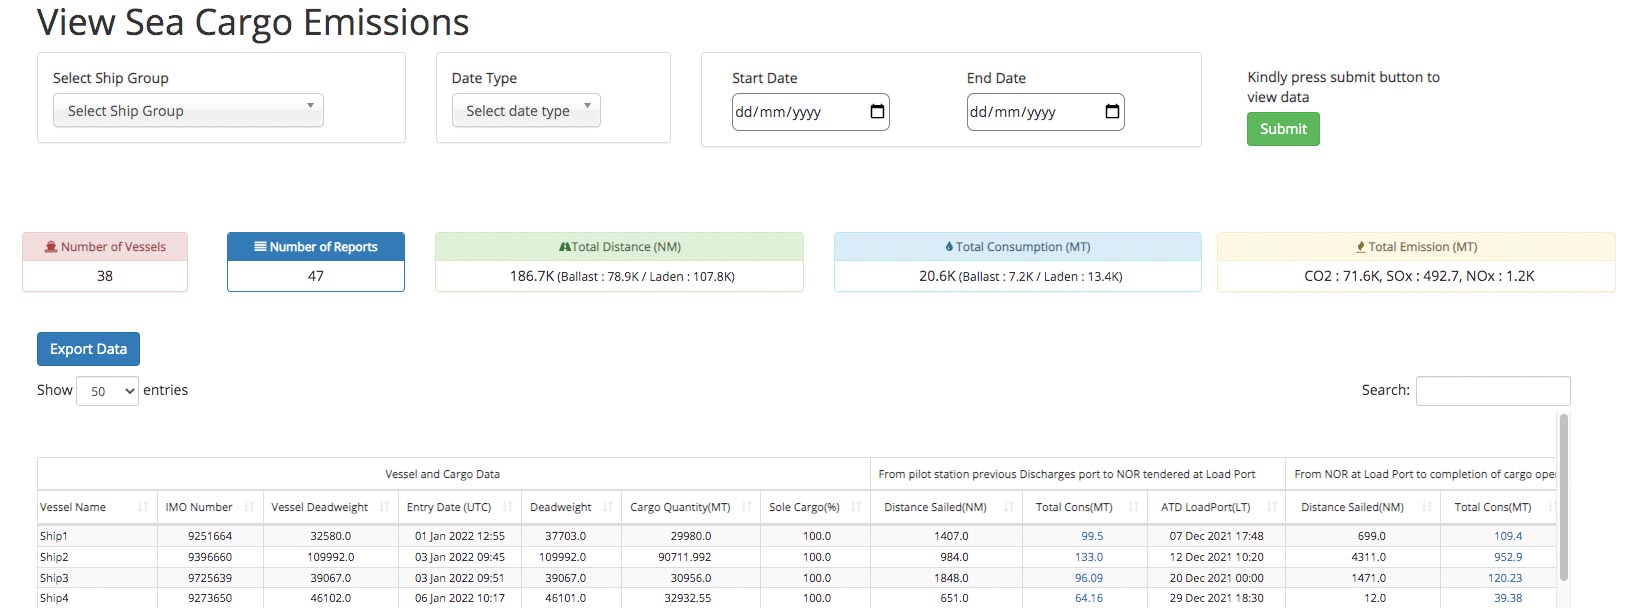 View Sea Cargo Emissions
Select Ship Group
Select Ship Group
Date Type
Select date type
Start Date
dd/mm/yyyy
End Date
dd/mm/yyyy
Kindly press submit button to
view data
Submit
Number of Vessels
38
Number of Reports
47
Total Distance (NM)
186.7K (Ballast : 78.9K / Laden : 107.8K)
Total Consumption (MT)
20.6K (Ballast : 7.2K / Laden : 13.4K)
Total Emission (MT)
CO2 : 71.6K, SOx : 492.7, NOx : 1.2K
Export Data
Show 50 entries
Search:
Vessel and Cargo Data From pilot station previous Discharges port to NOR tendered at Load Port From NOR at Load Port to completion of cargo ope
Vessel Name IMO Number Vessel Deadweight Entry Date (UTC) Deadweight Cargo Quantity(MT) Sole Cargo(%) Distance Sailed(NM) Total Cons(MT) ATD LoadPort(LT) Distance Sailed(NM) Total Cons(MT)
Ship1 9251664 32580.0 01 Jan 2022 12:55 37703.0 29980.0 100.0 1407.0 99.5 07 Dec 2021 17:48 699.0 109.4
Ship2 9396660 109992.0 03 Jan 2022 09:45 109992.0 90711.992 100.0 984.0 133.0 12 Dec 2021 10:20 4311.0 952.9
Ship3 9725639 39067.0 03 Jan 2022 09:51 39067.0 30956.0 100.0 1848.0 96.09 20 Dec 2021 00:00 1471.0 120.23
Ship4 9273650 46102.0 06 Jan 2022 10:17 46101.0 32932.55 100.0 651.0 64.16 29 Dec 2021 18:30 12.0 39.38